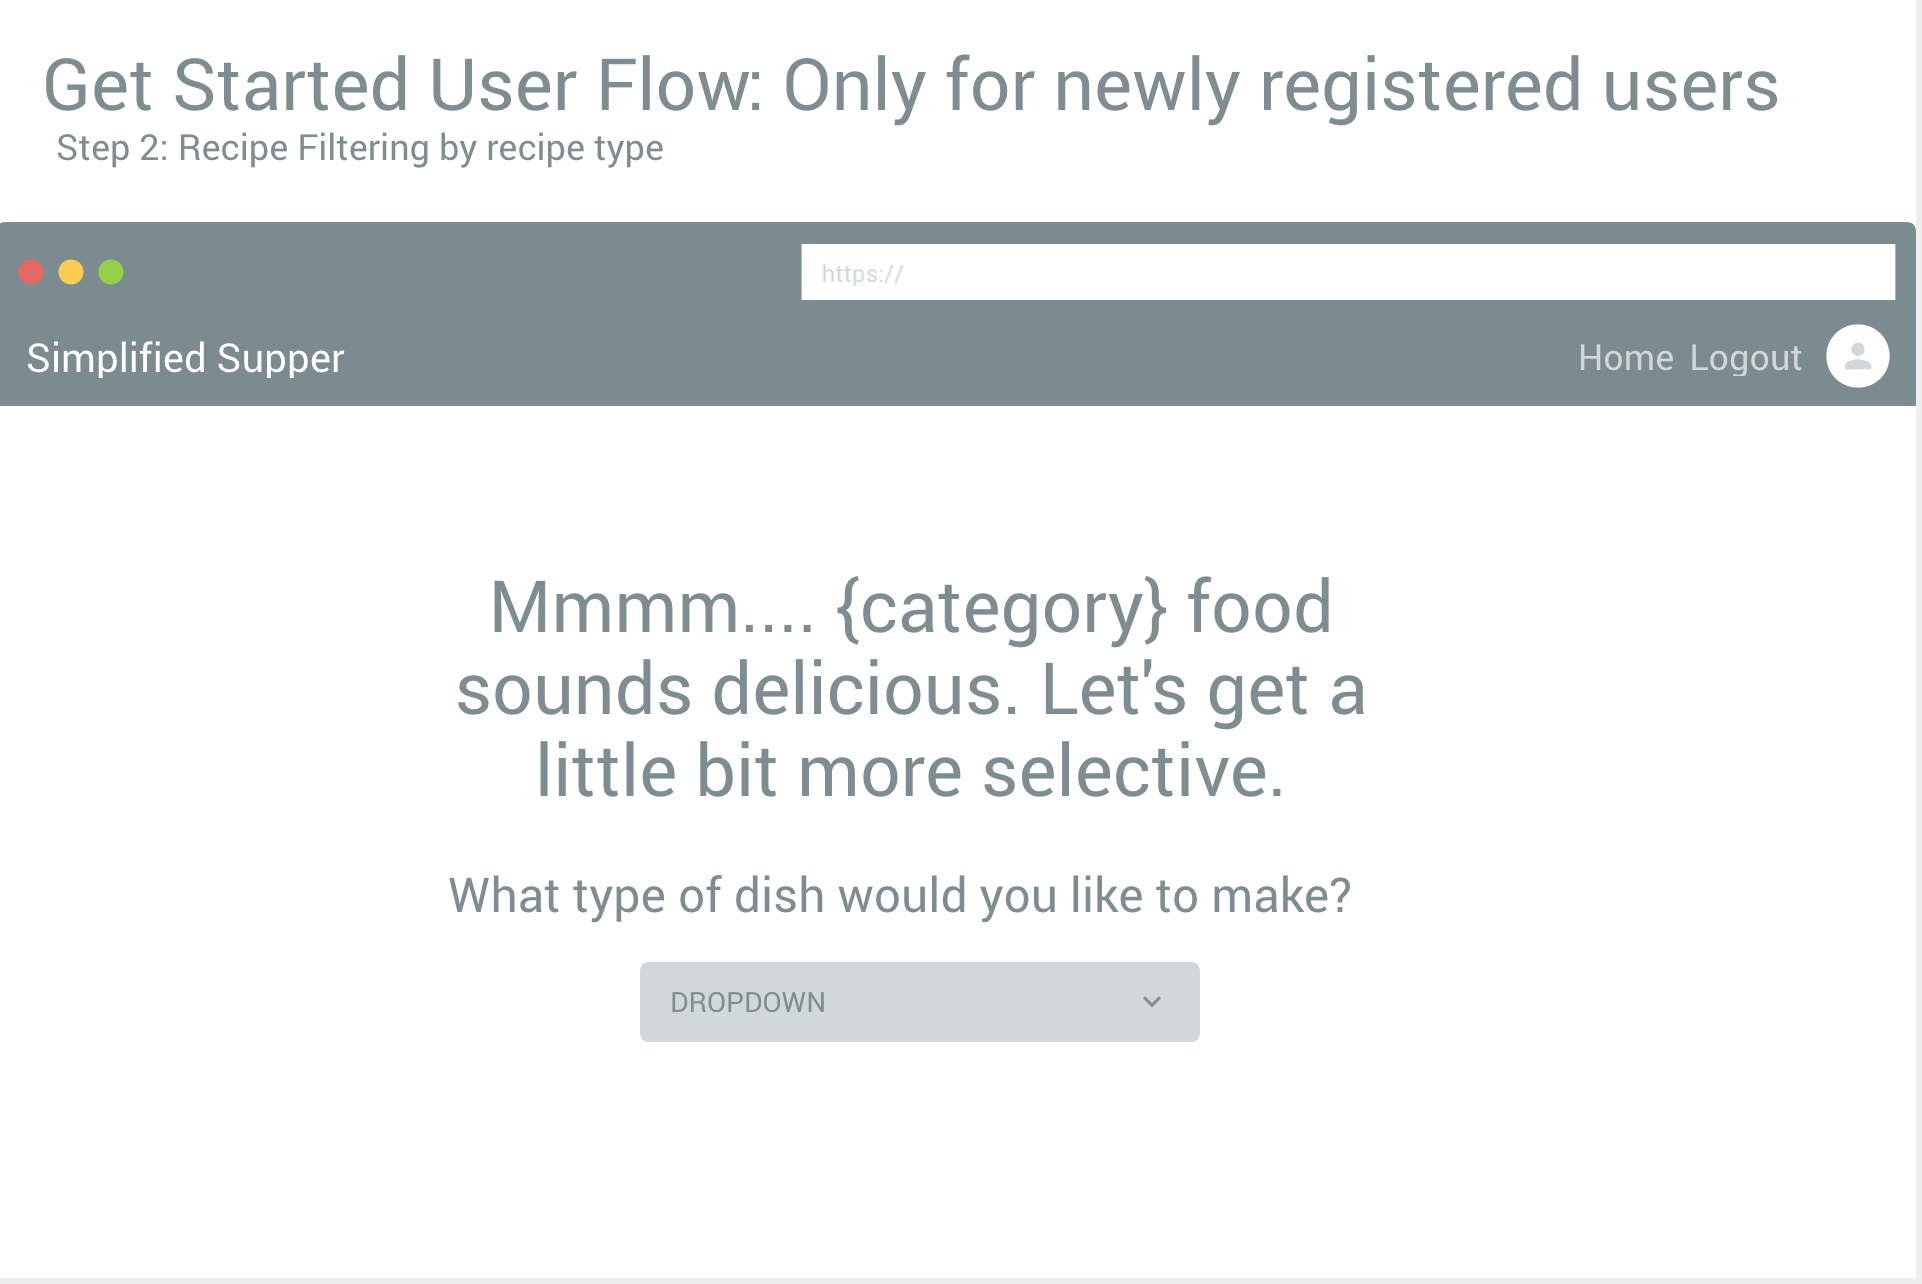 Get Started User Flow: Only for newly registered users
Step 2: Recipe Filtering by recipe type
https://
Simplified Supper
Home Logout
Mmmm.... {category} food
sounds delicious. Let's get a
little bit more selective.
What type of dish would you like to make?
DROPDOWN